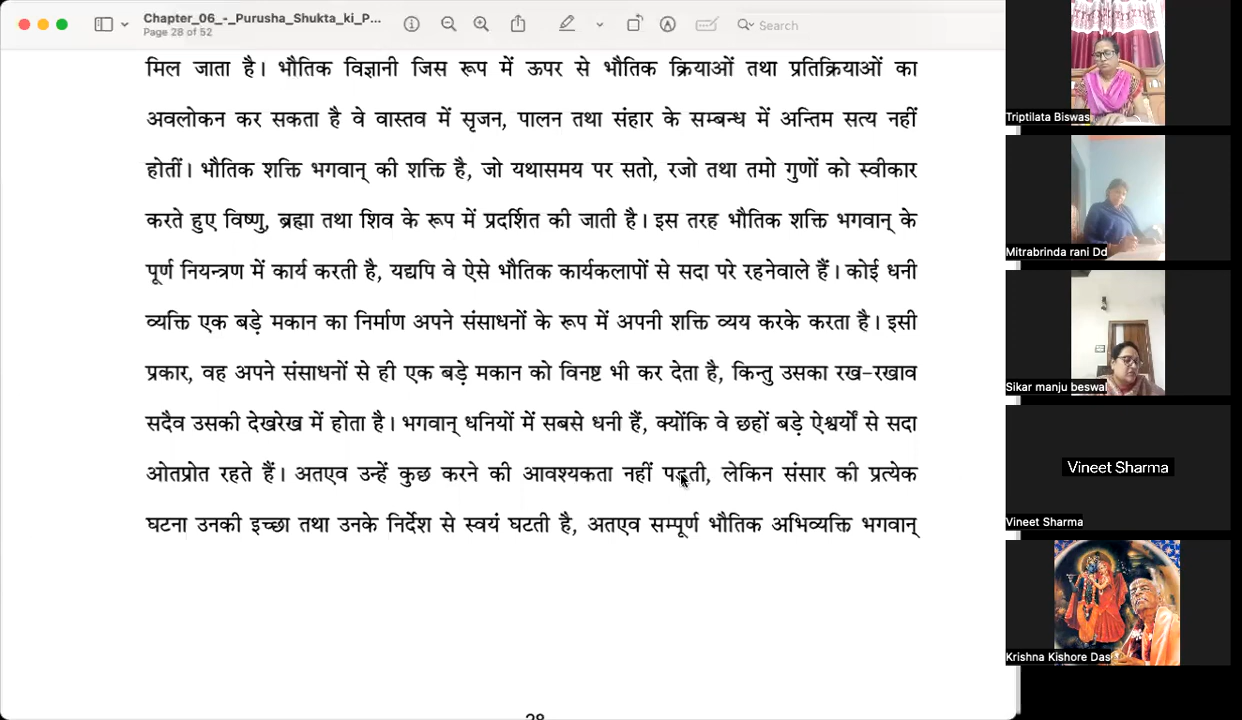 Chapter_06_-_Purusha_Shukta_ki_P...
Page 28 of 52
Search
मिल जाता है। भौतिक विज्ञानी जिस रूप में ऊपर से भौतिक क्रियाओं तथा प्रतिक्रियाओं का
अवलोकन कर सकता है वे वास्तव में सृजन, पालन तथा संहार के सम्बन्ध में अन्तिम सत्य नहीं
होतीं। भौतिक शक्ति भगवान् की शक्ति है, जो यथासमय पर सतो, रजो तथा तमो गुणों को स्वीकार
करते हुए विष्णु, ब्रह्मा तथा शिव के रूप में प्रदर्शित की जाती है। इस तरह भौतिक शक्ति भगवान् के
पूर्ण नियन्त्रण में कार्य करती है, यद्यपि वे ऐसे भौतिक कार्यकलापों से सदा परे रहनेवाले हैं। कोई धनी
व्यक्ति एक बड़े मकान का निर्माण अपने संसाधनों के रूप में अपनी शक्ति व्यय करके करता है। इसी
प्रकार, वह अपने संसाधनों से ही एक बड़े मकान को विनष्ट भी कर देता है, किन्तु उसका रख-रखाव
सदैव उसकी देखरेख में होता है। भगवान् धनियों में सबसे धनी हैं, क्योंकि वे छहों बड़े ऐश्वर्यों से सदा
ओतप्रोत रहते हैं। अतएव उन्हें कुछ करने की आवश्यकता नहीं पड़ती, लेकिन संसार की प्रत्येक
घटना उनकी इच्छा तथा उनके निर्देश से स्वयं घटती है, अतएव सम्पूर्ण भौतिक अभिव्यक्ति भगवान्
28
Triptilata Biswas
Mitrabrinda rani Dd
Sikar manju beswal
Vineet Sharma
Vineet Sharma
Krishna Kishore Das